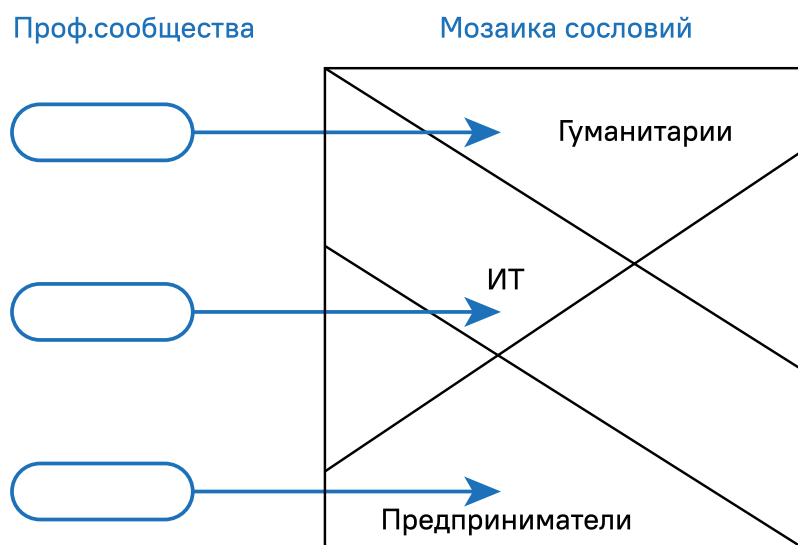 Проф.сообщества
Мозаика сословий
Гуманитарии
ИТ
Предприниматели